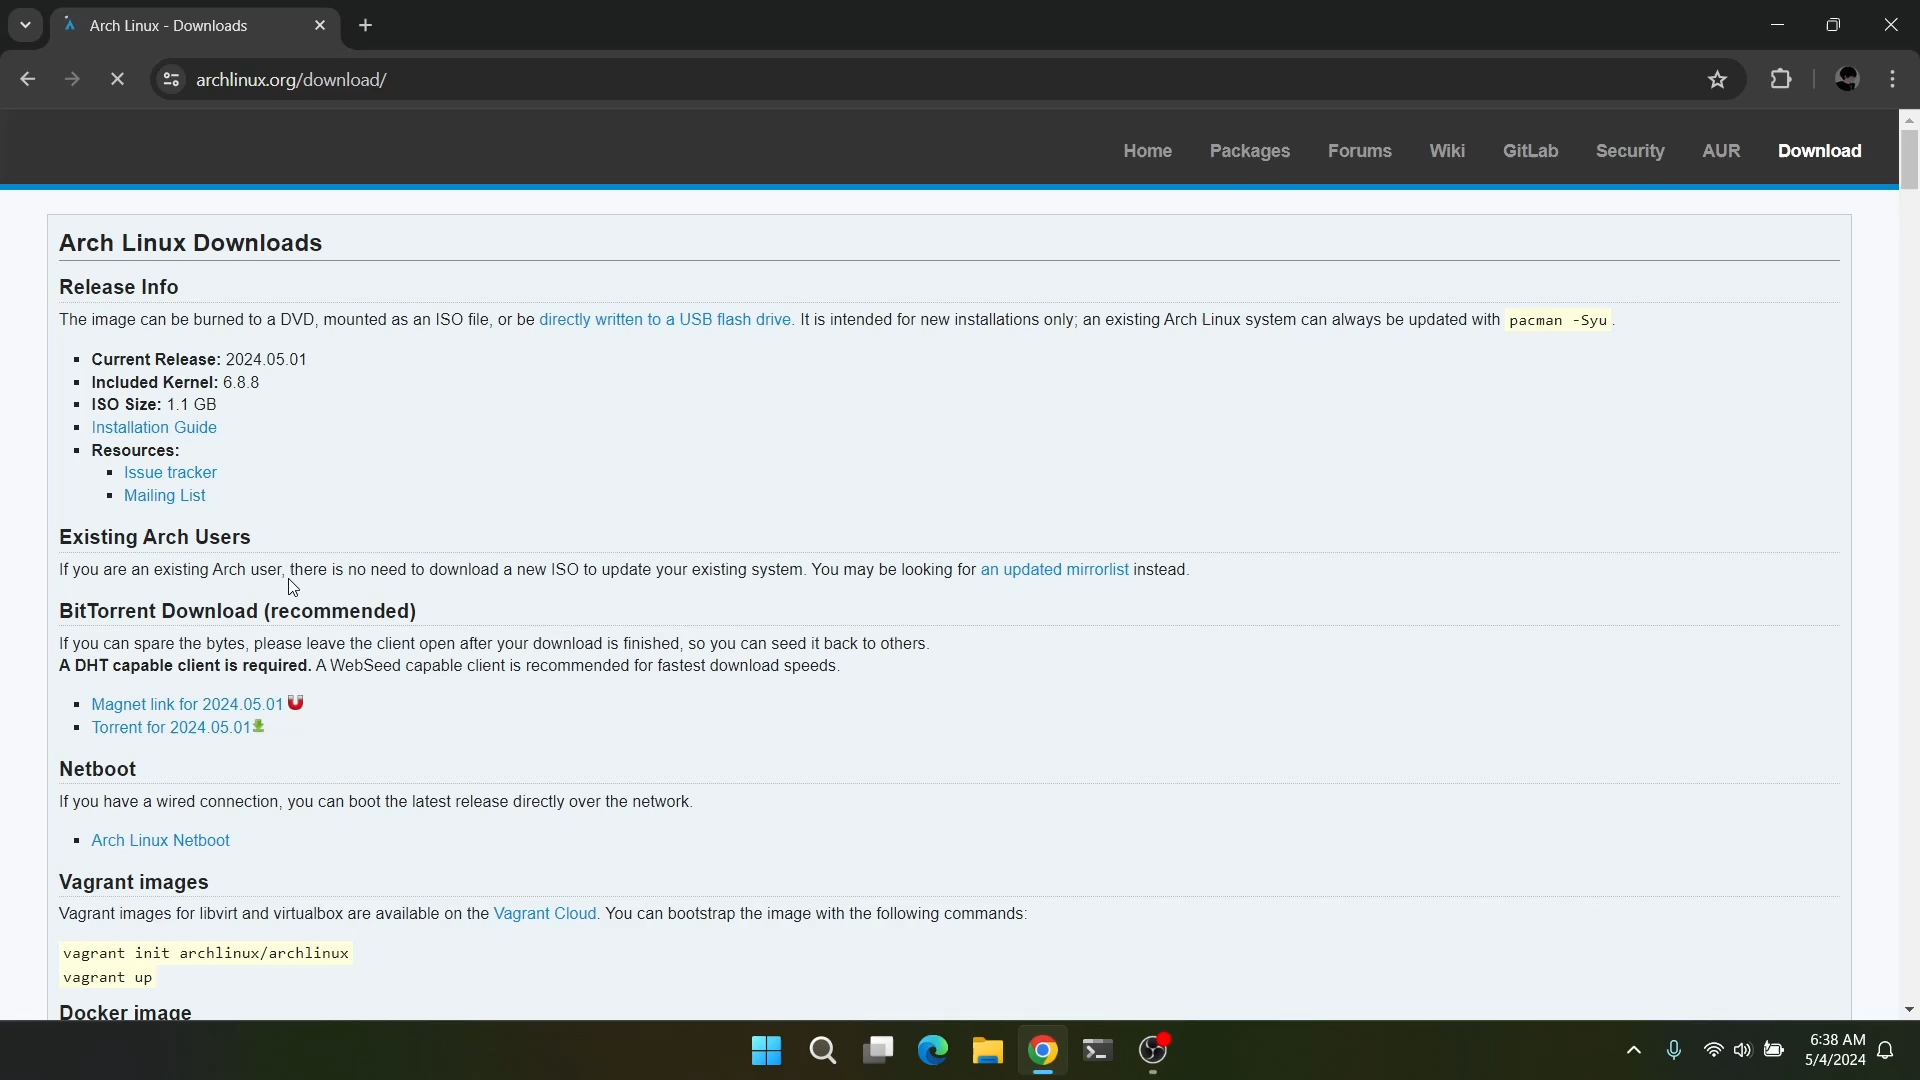 Arch Linux - Downloads
archlinux.org/download/
Home Packages Forums Wiki GitLab Security AUR Download
Arch Linux Downloads
Release Info
The image can be burned to a DVD, mounted as an ISO file, or be directly written to a USB flash drive. It is intended for new installations only; an existing Arch Linux system can always be updated with pacman -Syu.
Current Release: 2024.05.01
Included Kernel: 6.8.8
ISO Size: 1.1 GB
Installation Guide
Resources:
Issue tracker
Mailing List
Existing Arch Users
If you are an existing Arch user, there is no need to download a new ISO to update your existing system. You may be looking for an updated mirrorlist instead.
BitTorrent Download (recommended)
If you can spare the bytes, please leave the client open after your download is finished, so you can seed it back to others.
A DHT capable client is required. A WebSeed capable client is recommended for fastest download speeds.
Magnet link for 2024.05.01
Torrent for 2024.05.01
Netboot
If you have a wired connection, you can boot the latest release directly over the network.
Arch Linux Netboot
Vagrant images
Vagrant images for libvirt and virtualbox are available on the Vagrant Cloud. You can bootstrap the image with the following commands:
vagrant init archlinux/archlinux
vagrant up
Docker image
6:38 AM
5/4/2024